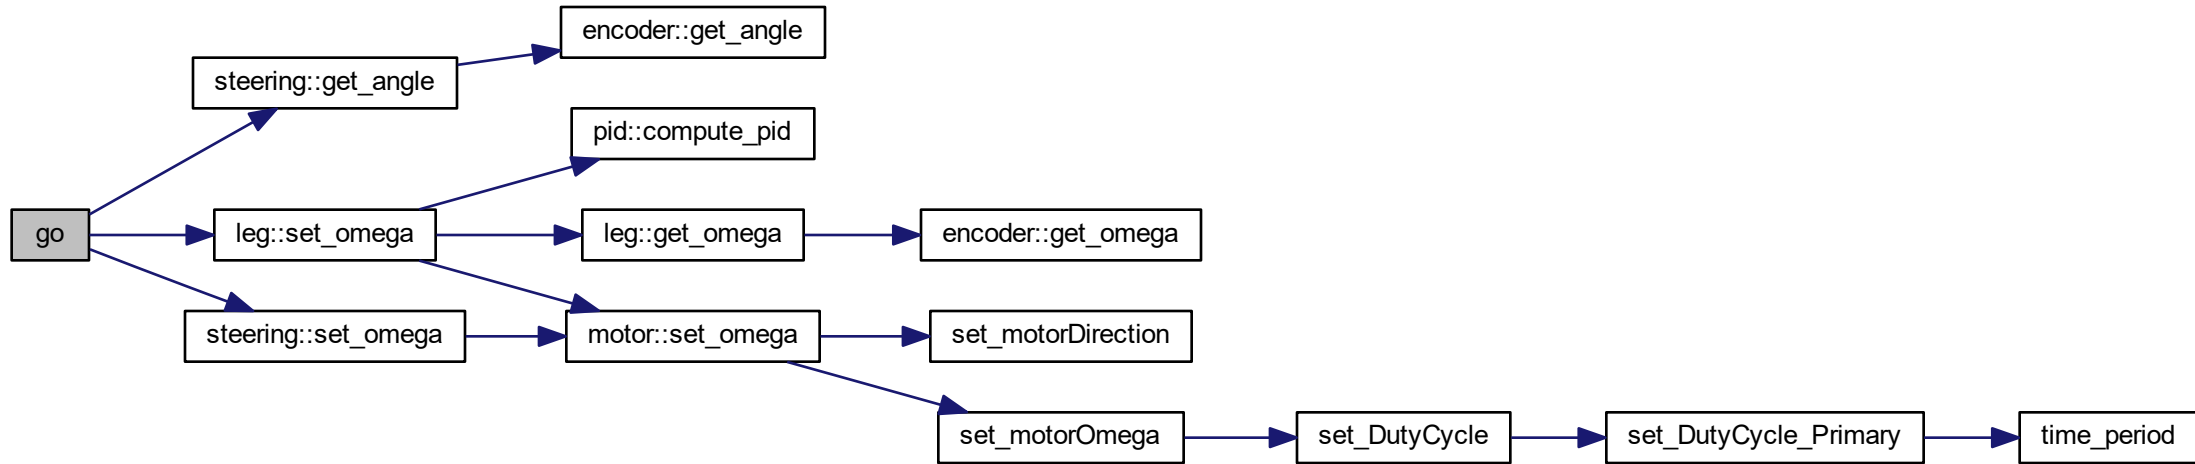 encoder::get_angle
steering::get_angle
pid::compute_pid
go
leg::set_omega
leg::get_omega
encoder::get_omega
steering::set_omega
motor::set_omega
set_motorDirection
set_motorOmega
set_DutyCycle
set_DutyCycle_Primary
time_period